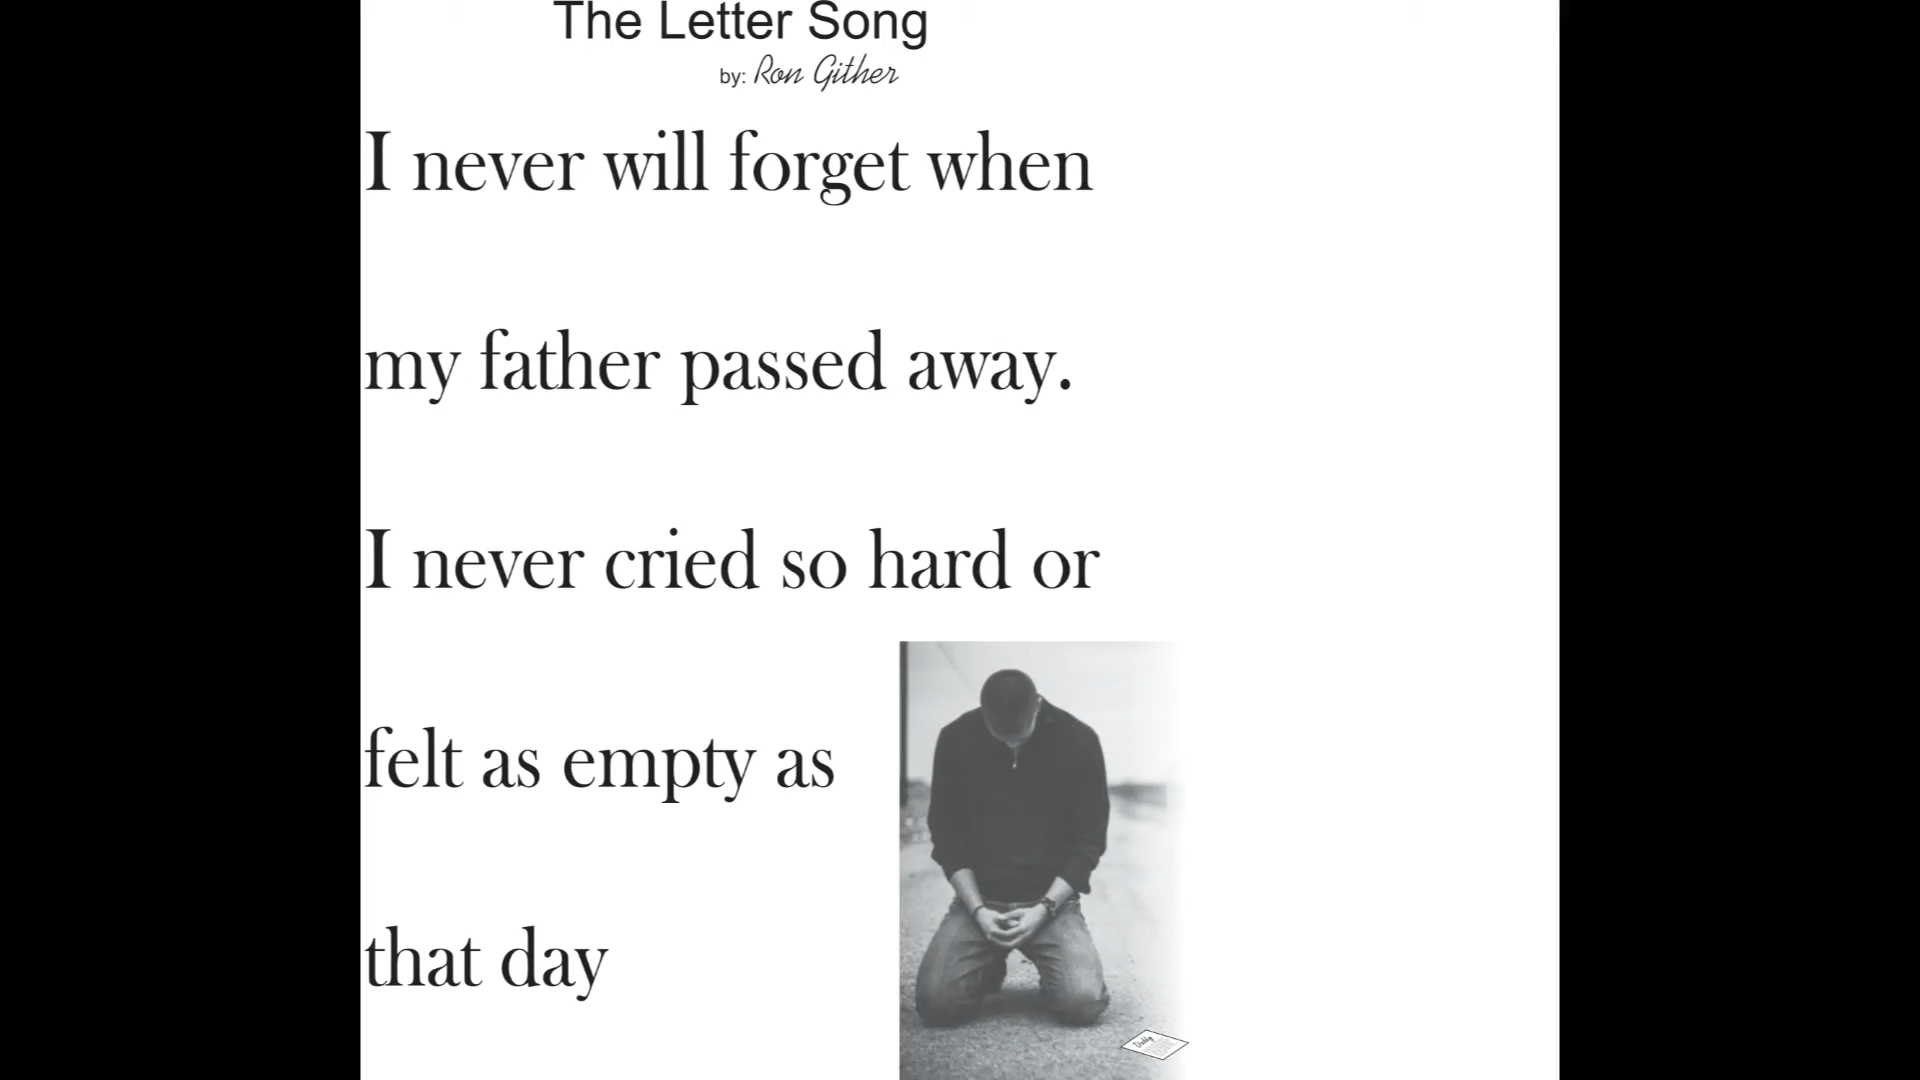 The Letter Song
by: Ron Gither
I never will forget when
my father passed away.
I never cried so hard or
felt as empty as
that day
Daddy